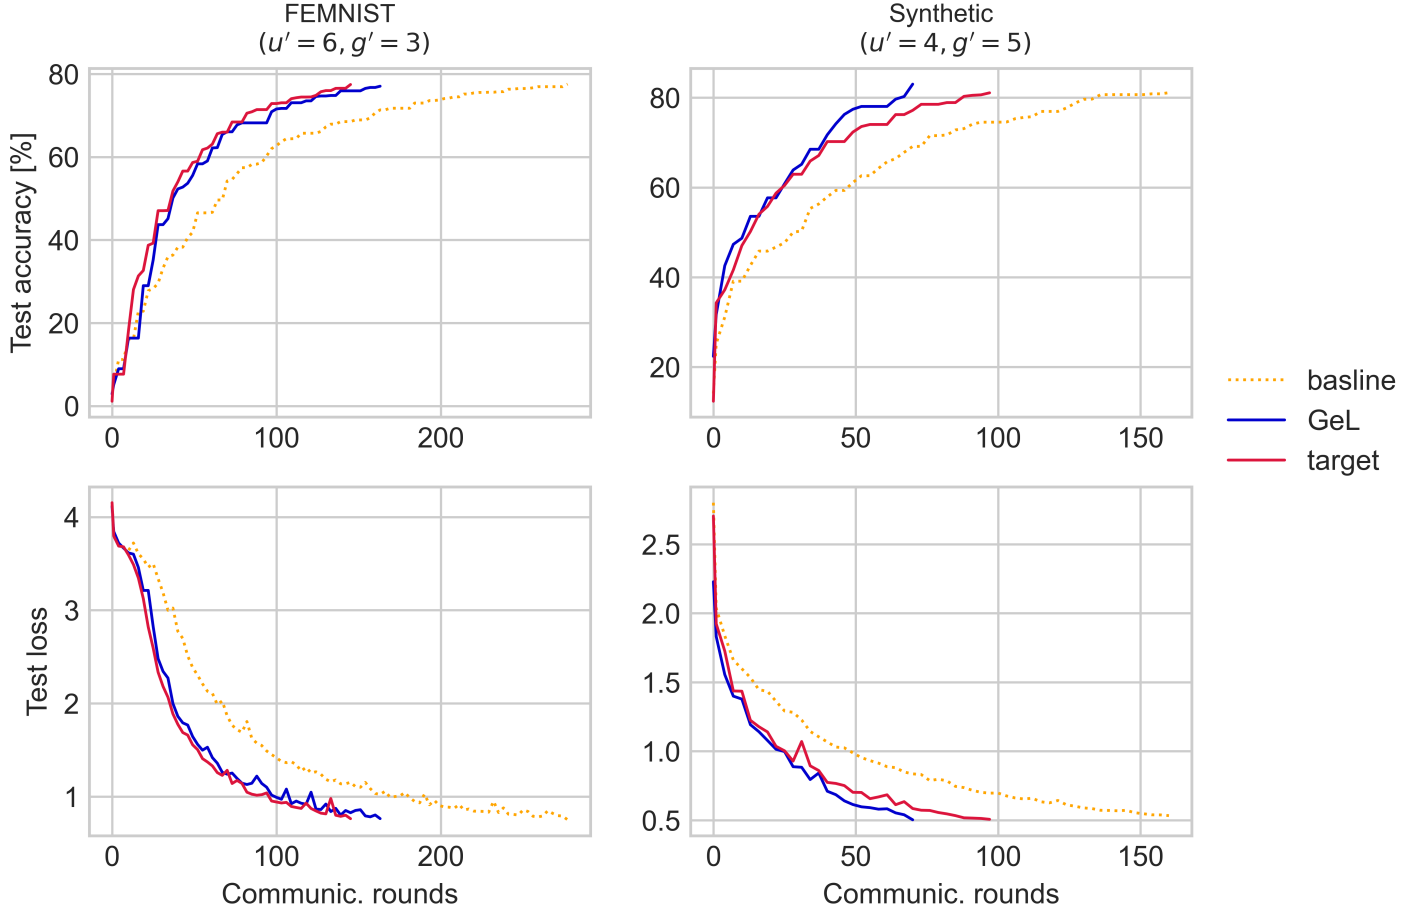 FEMNIST
(u′ = 6, g′ = 3)
Synthetic
(u′ = 4, g′ = 5)
Test accuracy [%]
80
60
40
20
0
0 100 200
80
60
40
20
0 50 100 150
basline
GeL
target
Test loss
4
3
2
1
0 100 200
Communic. rounds
2.5
2.0
1.5
1.0
0.5
0 50 100 150
Communic. rounds